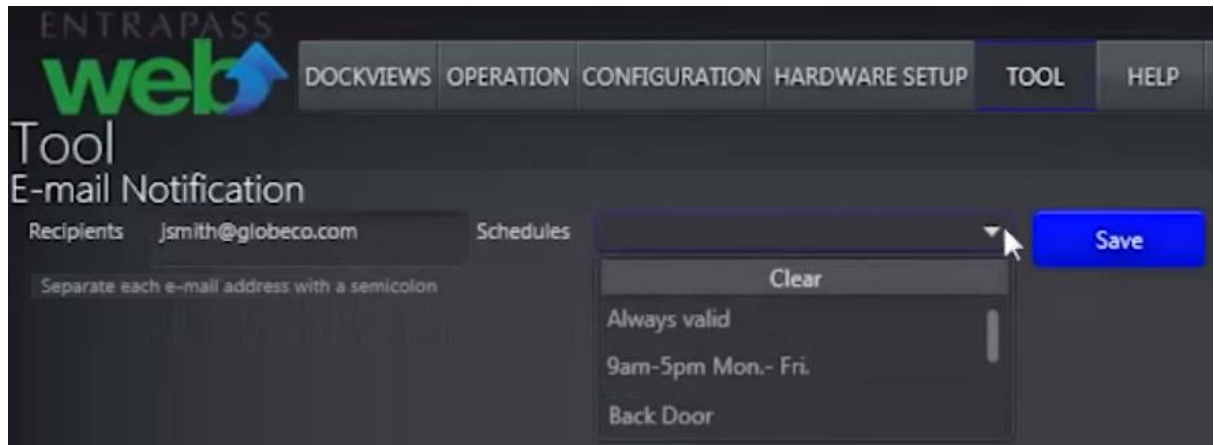 ENTRAPASS
web
DOCKVIEWS OPERATION CONFIGURATION HARDWARE SETUP TOOL HELP
Tool
E-mail Notification
Recipients jsmith@globeco.com Schedules Save
Separate each e-mail address with a semicolon
Clear
Always valid
9am-5pm Mon.- Fri.
Back Door